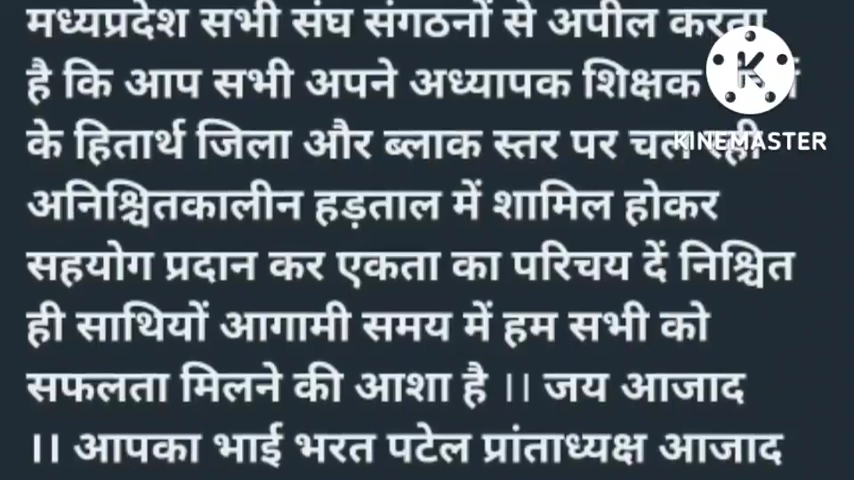 मध्यप्रदेश सभी संघ संगठनों से अपील करता
है कि आप सभी अपने अध्यापक शिक्षक
के हितार्थ जिला और ब्लाक स्तर पर चल रही
KINEMASTER
अनिश्चितकालीन हड़ताल में शामिल होकर
सहयोग प्रदान कर एकता का परिचय दें निश्चित
ही साथियों आगामी समय में हम सभी को
सफलता मिलने की आशा है ।। जय आजाद
।। आपका भाई भरत पटेल प्रांताध्यक्ष आजाद